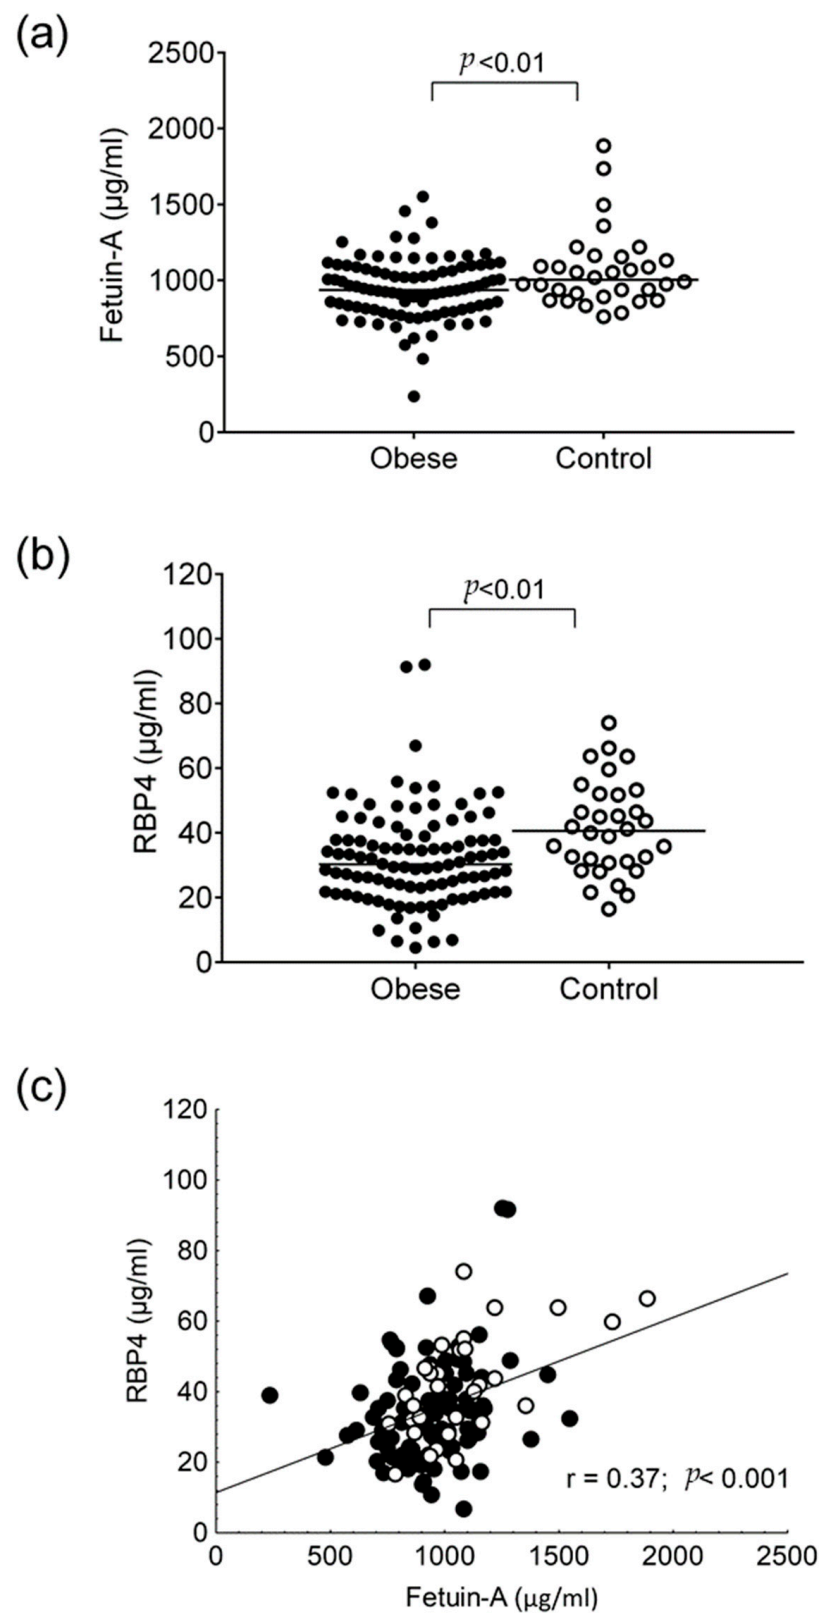 (a)
2500
2000
1500
1000
500
0
Fetuin-A (µg/ml)
p<0.01
Obese Control
(b)
120
100
80
60
40
20
0
RBP4 (µg/ml)
p<0.01
Obese Control
(c)
120
100
80
60
40
20
0
RBP4 (µg/ml)
r = 0.37; p< 0.001
0 500 1000 1500 2000 2500
Fetuin-A (µg/ml)